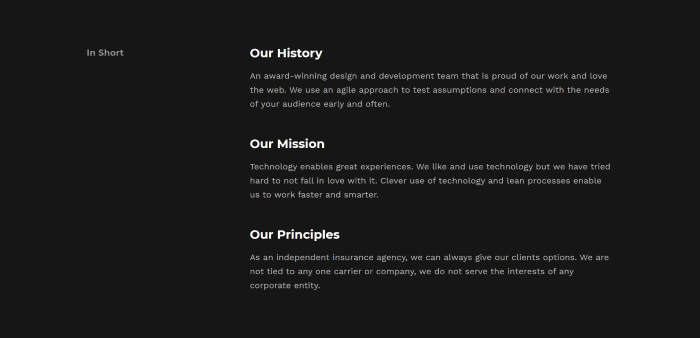 In Short
Our History
An award-winning design and development team that is proud of our work and love
the web. We use an agile approach to test assumptions and connect with the needs
of your audience early and often.
Our Mission
Technology enables great experiences. We like and use technology but we have tried
hard to not fall in love with it. Clever use of technology and lean processes enable
us to work faster and smarter.
Our Principles
As an independent insurance agency, we can always give our clients options. We are
not tied to any one carrier or company, we do not serve the interests of any
corporate entity.